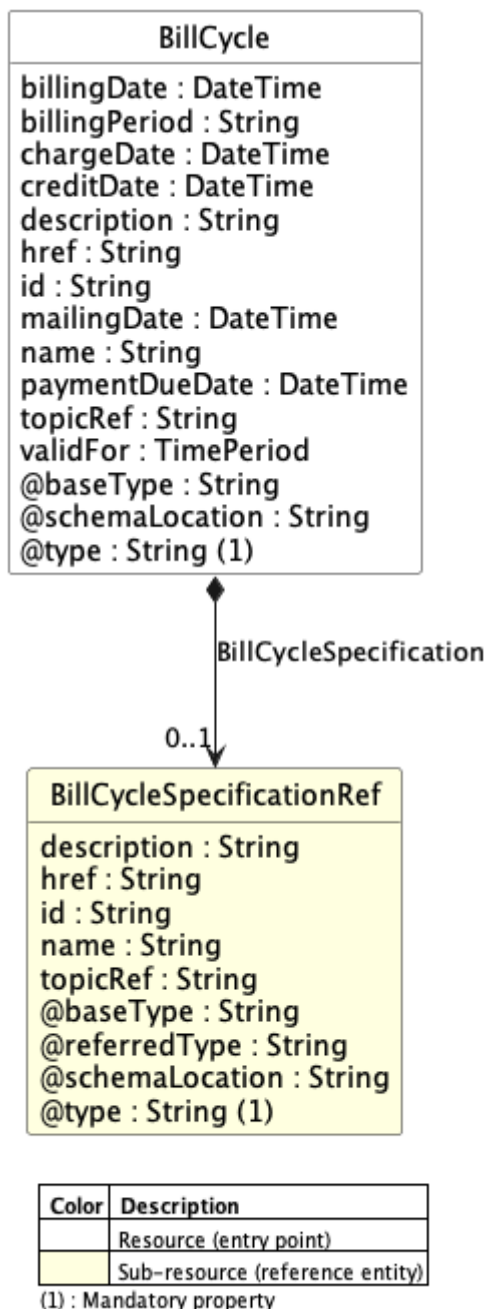 BillCycle
billingDate : DateTime
billingPeriod : String
chargeDate : DateTime
creditDate : DateTime
description : String
href : String
id : String
mailingDate : DateTime
name : String
paymentDueDate : DateTime
topicRef : String
validFor : TimePeriod
@baseType : String
@schemaLocation : String
@type : String (1)
BillCycleSpecification
0..1
BillCycleSpecificationRef
description : String
href : String
id : String
name : String
topicRef : String
@baseType : String
@referredType : String
@schemaLocation : String
@type : String (1)
Color Description
Resource (entry point)
Sub-resource (reference entity)
(1) : Mandatory property